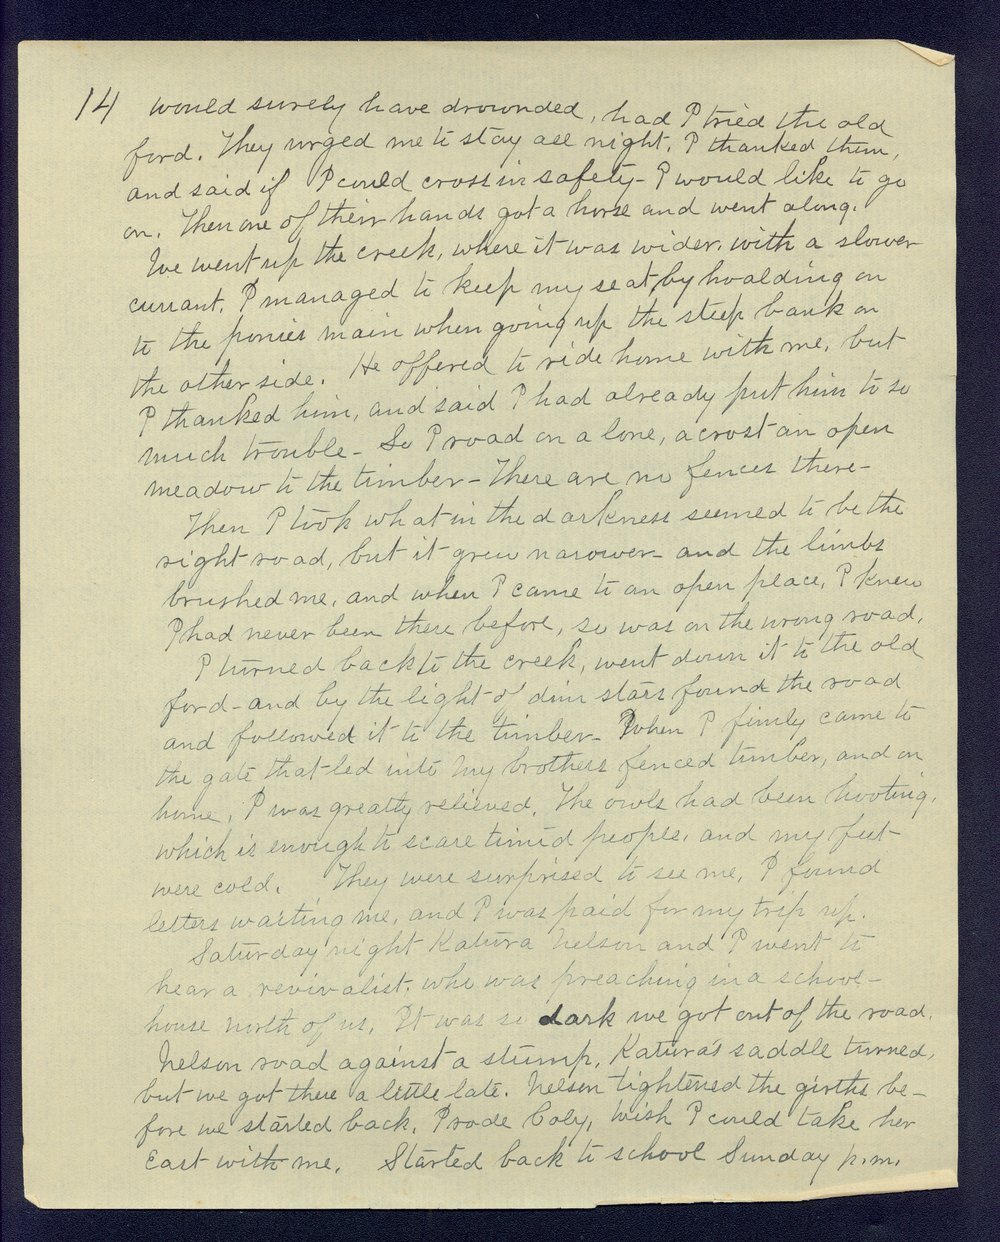 14 would surely have drownded, had I tried the old
ford. They urged me to stay all night. I thanked them,
and said if I could cross in safety - I would like to go
on. Then one of their hands got a horse and went along.
We went up the creek, where it was wider, with a slower
currant. I managed to keep my seat by hoalding on
to the ponies main when going up the steep bank on
the other side. He offered to ride home with me, but
I thanked him, and said I had already put him to so
much trouble - So I road on a lone, acrost an open
meadow to the timber - There are no fences there -
Then I took what in the darkness seemed to be the
right road, but it grew narower - and the limbs
brushed me, and when I came to an open place, I knew
I had never been there before, so was on the wrong road.
I turned back to the creek, went down it to the old
ford - and by the light of dim stars found the road
and followed it to the timber - When I finily came to
the gate that led into my brothers fenced timber, and on
home, I was greatly relieved. The owls had been hooting,
which is enough to scare timid peoples, and my feet
were cold. They were surprised to see me, I found
letters waiting me, and I was paid for my trip up.
Saturday night Katura Nelson and I went to
hear a revivalist, who was preaching in a school-
house north of us. It was so dark we got out of the road.
Nelson road against a stump, Katura's saddle turned,
but we got there a little late. Nelson tightened the girths be-
fore we started back. I rode Coly, wish I could take her
East with me. Started back to school Sunday p.m.